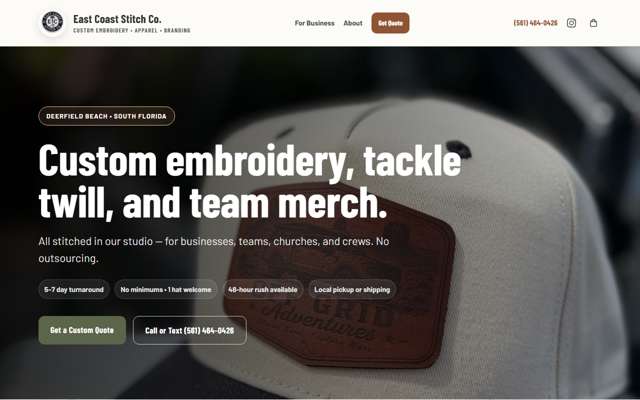 East Coast Stitch Co.
CUSTOM EMBROIDERY • APPAREL • BRANDING
For Business
About
Get Quote
(561) 464-0426
DEERFIELD BEACH • SOUTH FLORIDA
Custom embroidery, tackle
twill, and team merch.
All stitched in our studio — for businesses, teams, churches, and crews. No
outsourcing.
5–7 day turnaround
No minimums • 1 hat welcome
48-hour rush available
Local pickup or shipping
GRID
Adventures
Get a Custom Quote
Call or Text (561) 464-0426